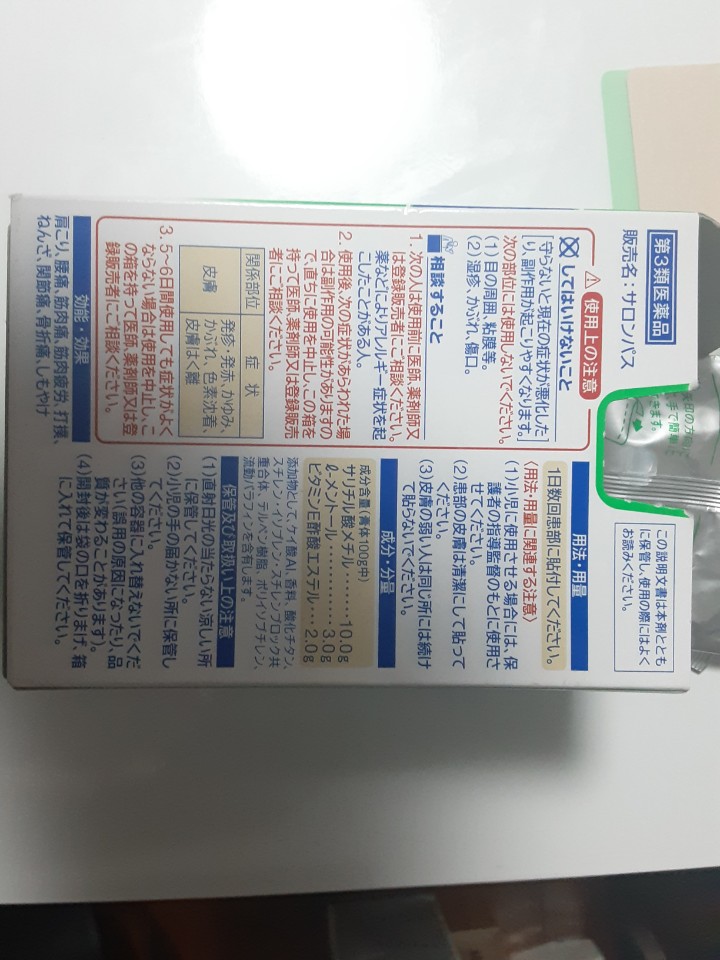 第3類医薬品
販売名：サロンパス
この説明文書は本剤ととも
に保管し、使用の際にはよく
お読みください。
使用上の注意
してはいけないこと
［守らないと現在の症状が悪化した
り、副作用が起こりやすくなります］
次の部位には使用しないでください。
（1）目の周囲、粘膜等。
（2）湿疹、かぶれ、傷口。
相談すること
1. 次の人は使用前に医師、薬剤師又
は登録販売者にご相談ください。
薬などによりアレルギー症状を起
こしたことがある人。
2. 使用後、次の症状があらわれた場
合は副作用の可能性がありますの
で、直ちに使用を中止し、この箱を
持って医師、薬剤師又は登録販売
者にご相談ください。
関係部位 症状
皮膚 発疹・発赤、かゆみ、
かぶれ、色素沈着、
皮膚はく離
3. 5～6日間使用しても症状がよく
ならない場合は使用を中止し、こ
の箱を持って医師、薬剤師又は登
録販売者にご相談ください。
効能・効果
肩こり、腰痛、筋肉痛、筋肉疲労、打撲、
ねんざ、関節痛、骨折痛、しもやけ
用法・用量
1日数回患部に貼付してください。
〈用法・用量に関連する注意〉
（1）小児に使用させる場合には、保
護者の指導監督のもとに使用さ
せてください。
（2）患部の皮膚は清潔にして貼って
ください。
（3）皮膚の弱い人は同じ所には続け
て貼らないでください。
成分・分量
成分含量（膏体100g中）
サリチル酸メチル……10.0g
ℓ-メントール……3.0g
ビタミンE酢酸エステル……2.0g
添加物として、ケイ酸Al、香料、酸化チタン、
スチレン・イソプレン・スチレンブロック共
重合体、テルペン樹脂、ポリイソブチレン、
流動パラフィンを含有します。
保管及び取扱い上の注意
（1）直射日光の当たらない涼しい所
に保管してください。
（2）小児の手の届かない所に保管し
てください。
（3）他の容器に入れ替えないでくだ
さい（誤用の原因になったり、品
質が変わることがあります）。
（4）開封後は袋の口を折りまげ、箱
に入れて保管してください。